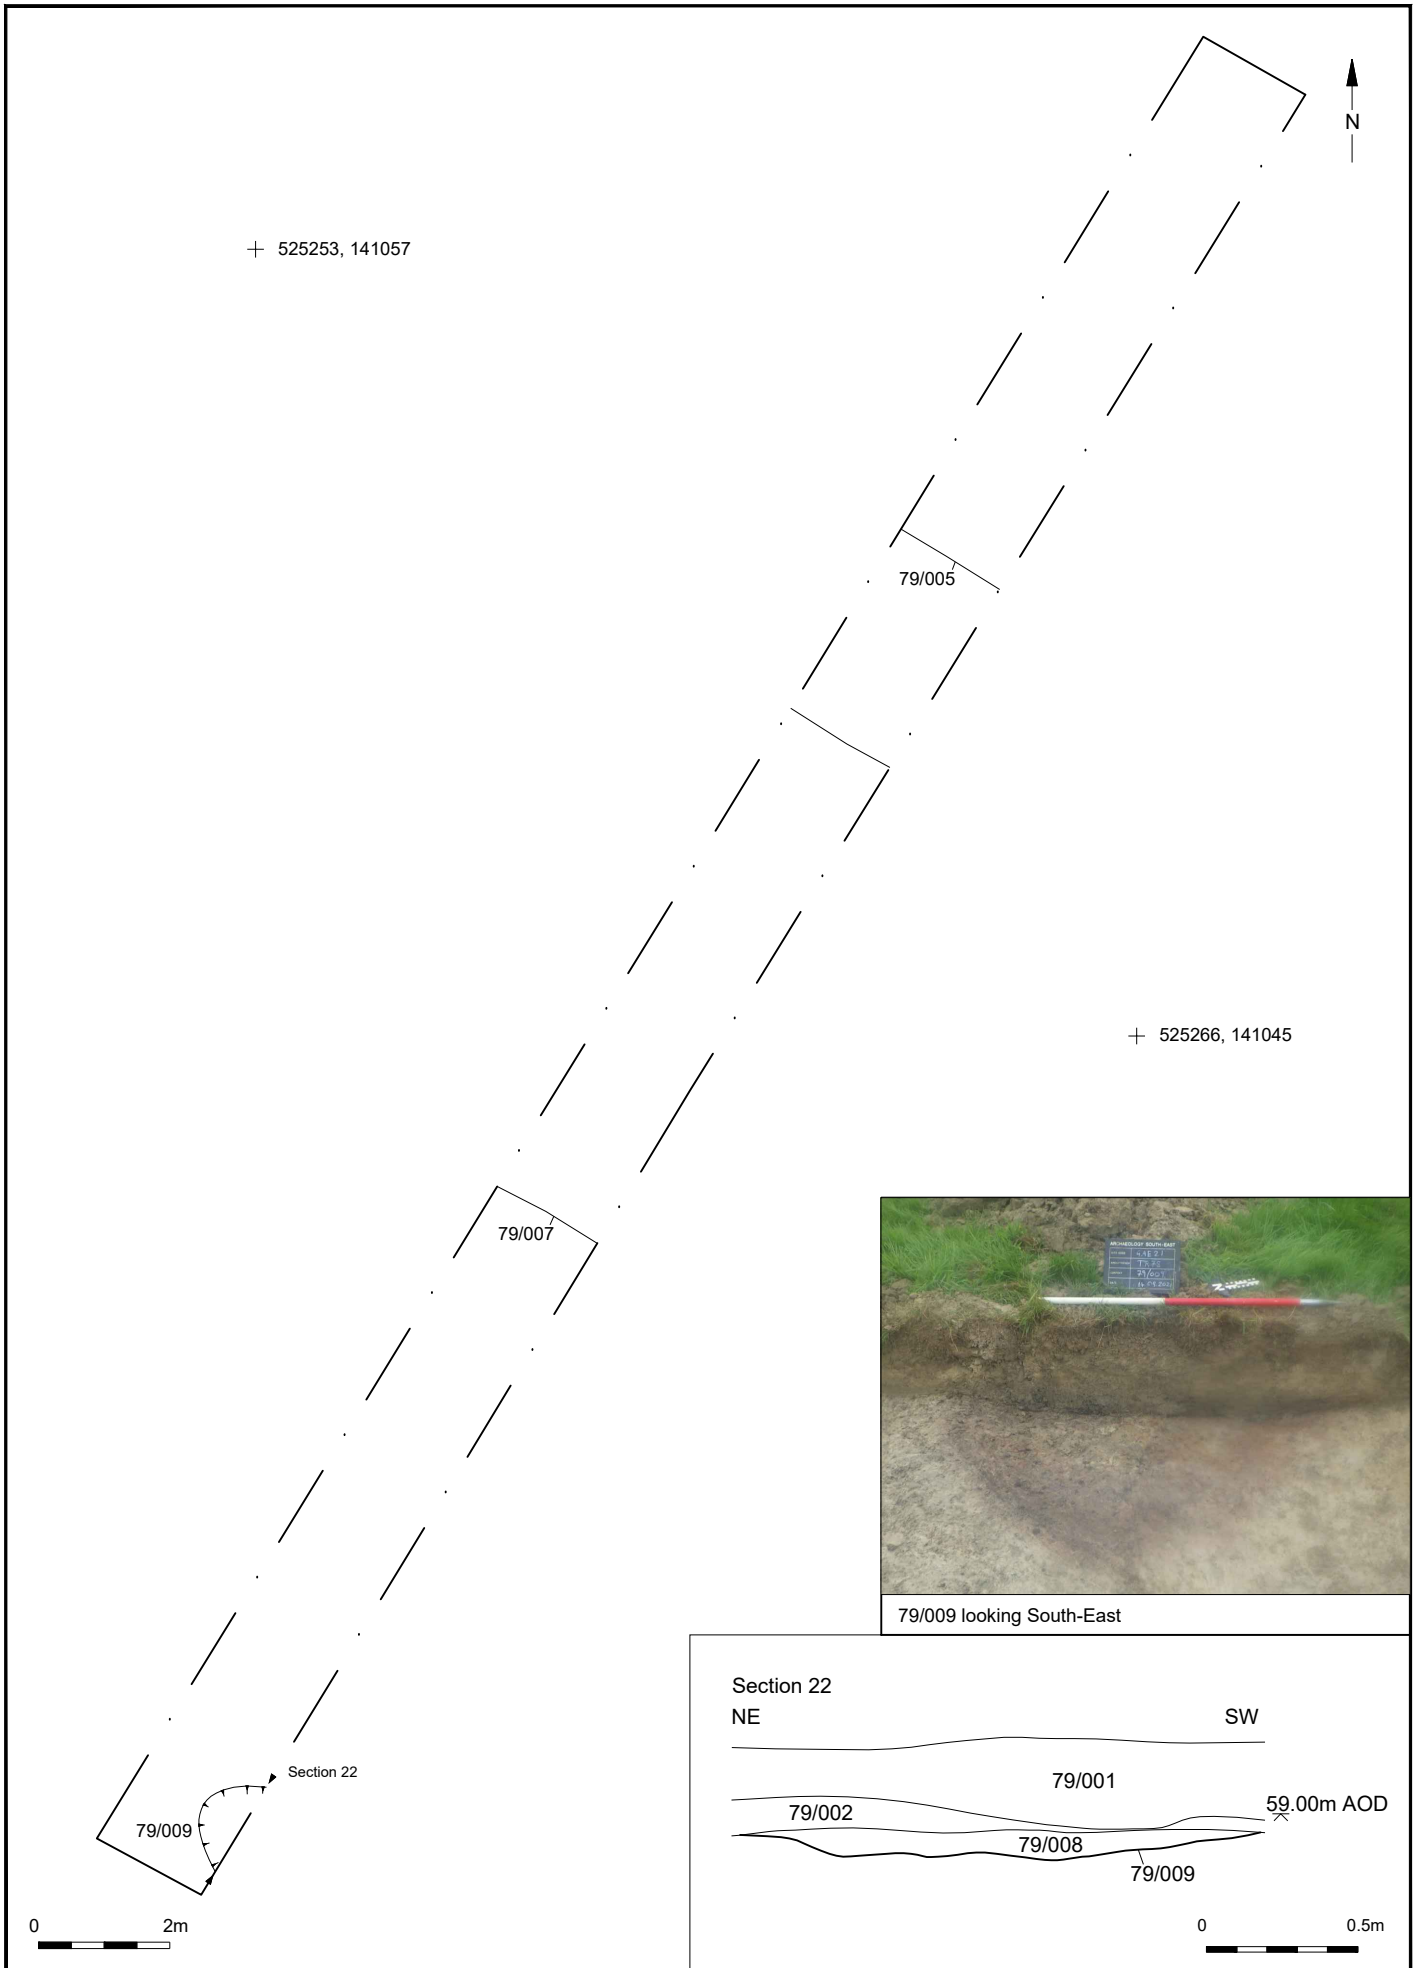 N
525253, 141057
79/005
525266, 141045
79/007
ARCHAEOLOGY SOUTH-EAST
79/009 looking South-East
Section 22
79/009
0 2m
Section 22
NE SW
79/001
79/002
59.00m AOD
79/008
79/009
0 0.5m